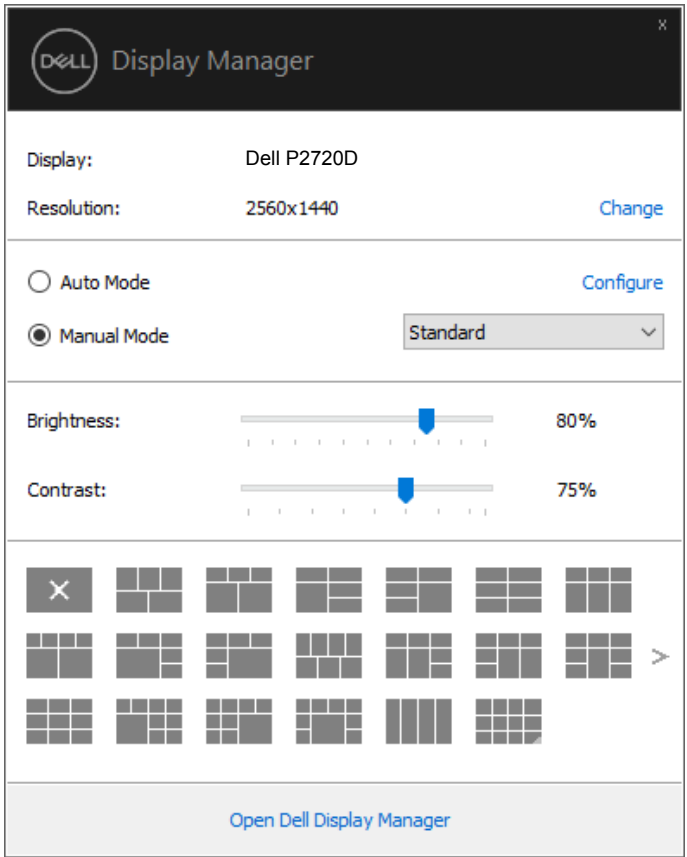 x
DELL Display Manager
Display: Dell P2720D
Resolution: 2560x1440 Change
Auto Mode Configure
Manual Mode Standard
Brightness: 80%
Contrast: 75%
Open Dell Display Manager